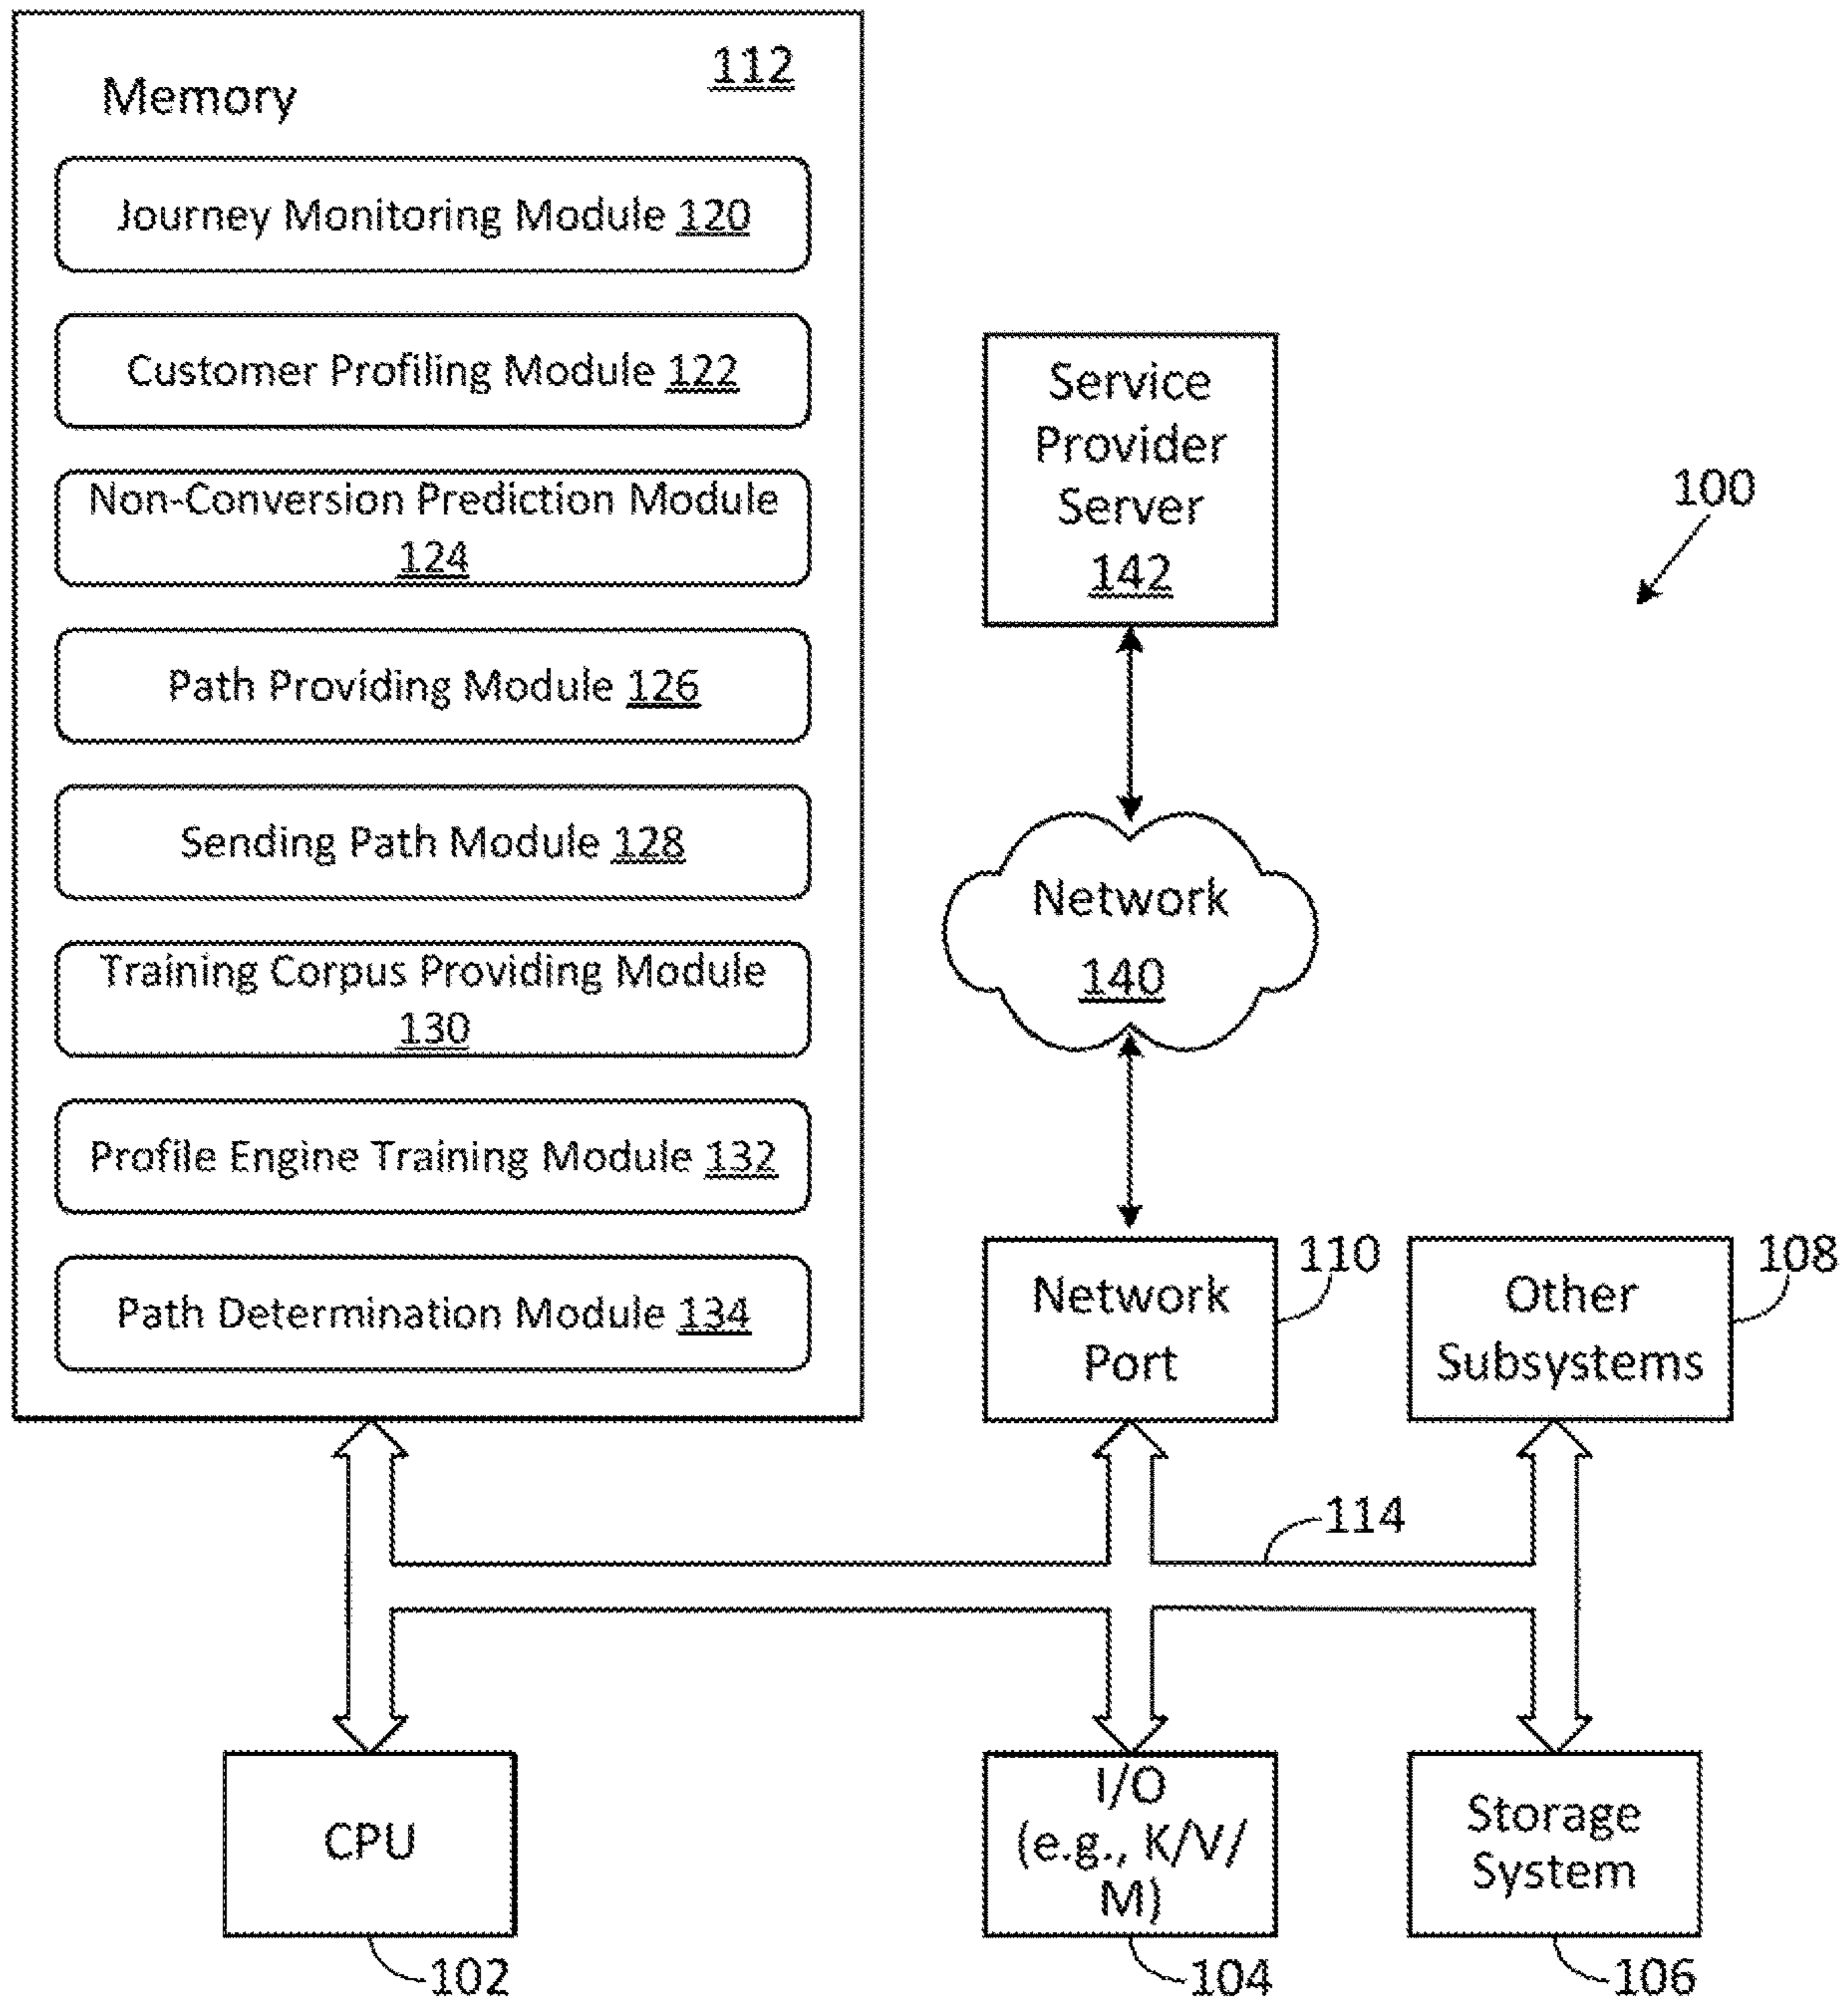 112
Memory
Journey Monitoring Module 120
Customer Profiling Module 122
Non-Conversion Prediction Module
124
Path Providing Module 126
Sending Path Module 128
Training Corpus Providing Module
130
Profile Engine Training Module 132
Path Determination Module 134
Service
Provider
Server
142
100
Network
140
Network
Port
110
Other
Subsystems
108
114
CPU
102
I/O
(e.g., K/V/
M)
104
Storage
System
106